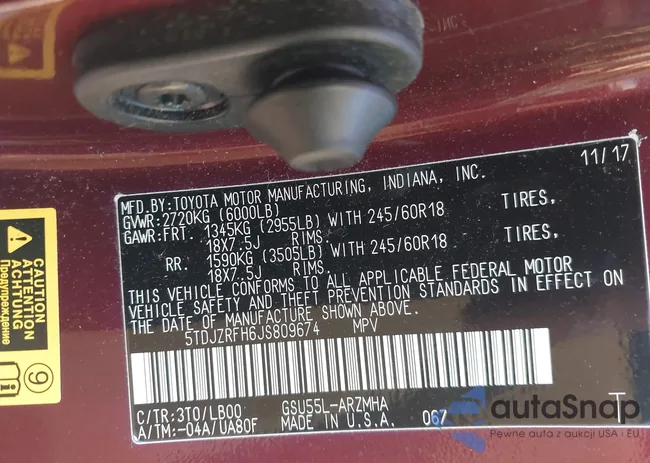 11/17
MFD.BY:TOYOTA MOTOR MANUFACTURING, INDIANA, INC.
GVWR:2720KG (6000LB)
GAWR:FRT. 1345KG (2955LB) WITH 245/60R18 TIRES,
18X7.5J RIMS.
RR. 1590KG (3505LB) WITH 245/60R18 TIRES,
18X7.5J RIMS.
THIS VEHICLE CONFORMS TO ALL APPLICABLE FEDERAL MOTOR
VEHICLE SAFETY AND THEFT PREVENTION STANDARDS IN EFFECT ON
THE DATE OF MANUFACTURE SHOWN ABOVE.
5TDJZRFH6JS809674 MPV
C/TR:3T0/LB00 GSU55L-ARZMHA T
A/TM:-04A/UA80F MADE IN U.S.A. 067
CAUTION
ATTENTION
ACHTUNG
Предупреждение
9
autaSnap
Pewne auta z aukcji USA i EU